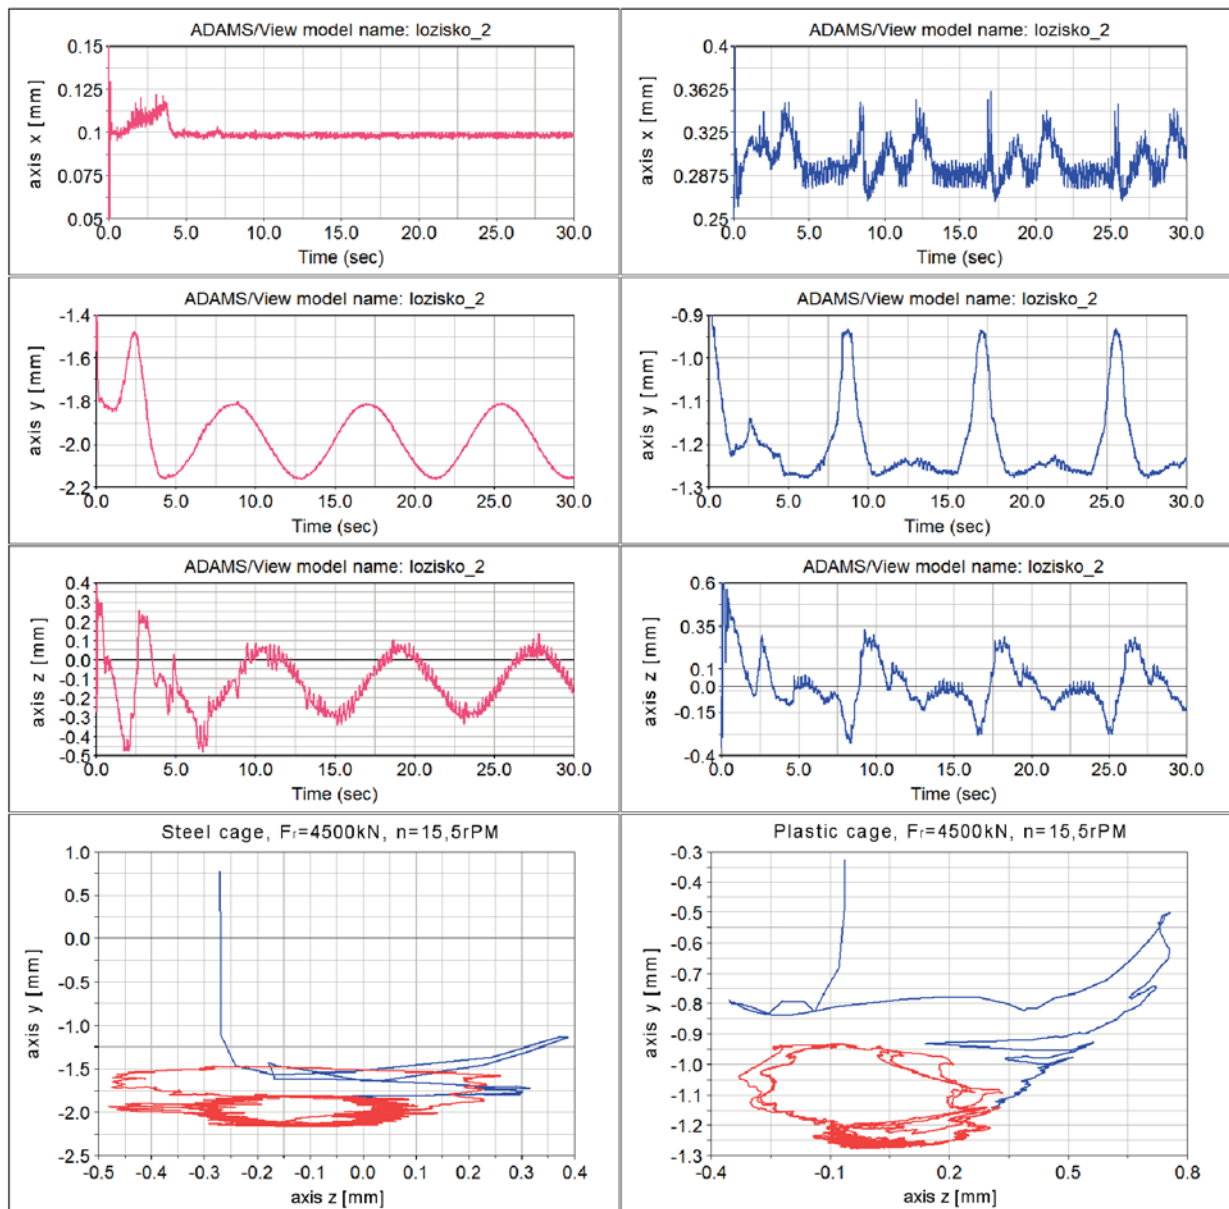 ADAMS/View model name: lozisko_2
0.15
0.125
0.1
0.075
0.05
axis x [mm]
0.0 5.0 10.0 15.0 20.0 25.0 30.0
Time (sec)
ADAMS/View model name: lozisko_2
0.4
0.3625
0.325
0.2875
0.25
axis x [mm]
0.0 5.0 10.0 15.0 20.0 25.0 30.0
Time (sec)
ADAMS/View model name: lozisko_2
-1.4
-1.6
-1.8
-2.0
-2.2
axis y [mm]
0.0 5.0 10.0 15.0 20.0 25.0 30.0
Time (sec)
ADAMS/View model name: lozisko_2
-0.9
-1.0
-1.1
-1.2
-1.3
axis y [mm]
0.0 5.0 10.0 15.0 20.0 25.0 30.0
Time (sec)
ADAMS/View model name: lozisko_2
0.4
0.3
0.2
0.1
0.0
-0.1
-0.2
-0.3
-0.4
-0.5
axis z [mm]
0.0 5.0 10.0 15.0 20.0 25.0 30.0
Time (sec)
ADAMS/View model name: lozisko_2
0.6
0.35
0.1
0.0
-0.15
-0.4
axis z [mm]
0.0 5.0 10.0 15.0 20.0 25.0 30.0
Time (sec)
Steel cage, Fr=4500kN, n=15,5rPM
1.0
0.5
0.0
-0.5
-1.0
-1.5
-2.0
-2.5
axis y [mm]
-0.5 -0.4 -0.3 -0.2 -0.1 0.0 0.1 0.2 0.3 0.4
axis z [mm]
Plastic cage, Fr=4500kN, n=15,5rPM
-0.3
-0.4
-0.5
-0.6
-0.7
-0.8
-0.9
-1.0
-1.1
-1.2
-1.3
axis y [mm]
-0.4 -0.1 0.2 0.5 0.8
axis z [mm]